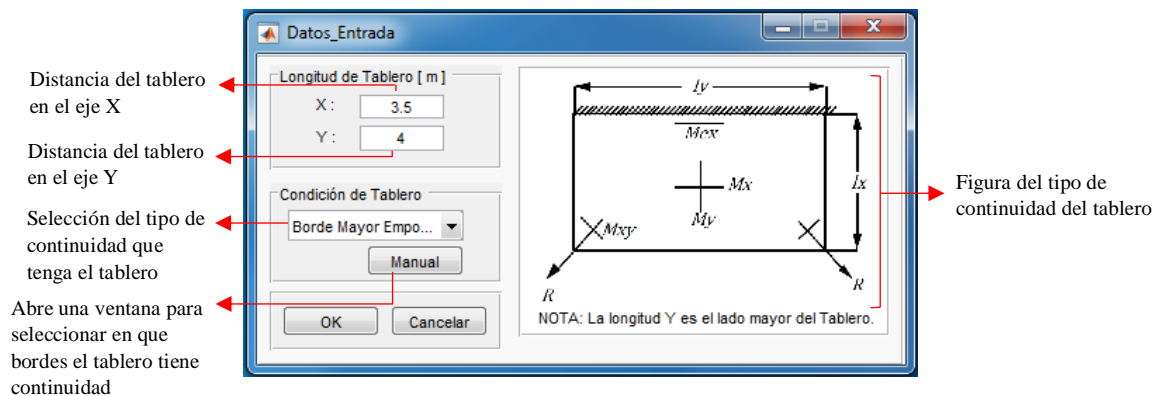 Datos_Entrada
Distancia del tablero
en el eje X
Distancia del tablero
en el eje Y
Selección del tipo de
continuidad que
tenga el tablero
Abre una ventana para
seleccionar en que
bordes el tablero tiene
continuidad
Longitud de Tablero [ m ]
X : 3.5
Y : 4
Condición de Tablero
Borde Mayor Empo...
Manual
OK Cancelar
ly
Mex
Mx
lx
My
Mxy
R
R
NOTA: La longitud Y es el lado mayor del Tablero.
Figura del tipo de
continuidad del tablero